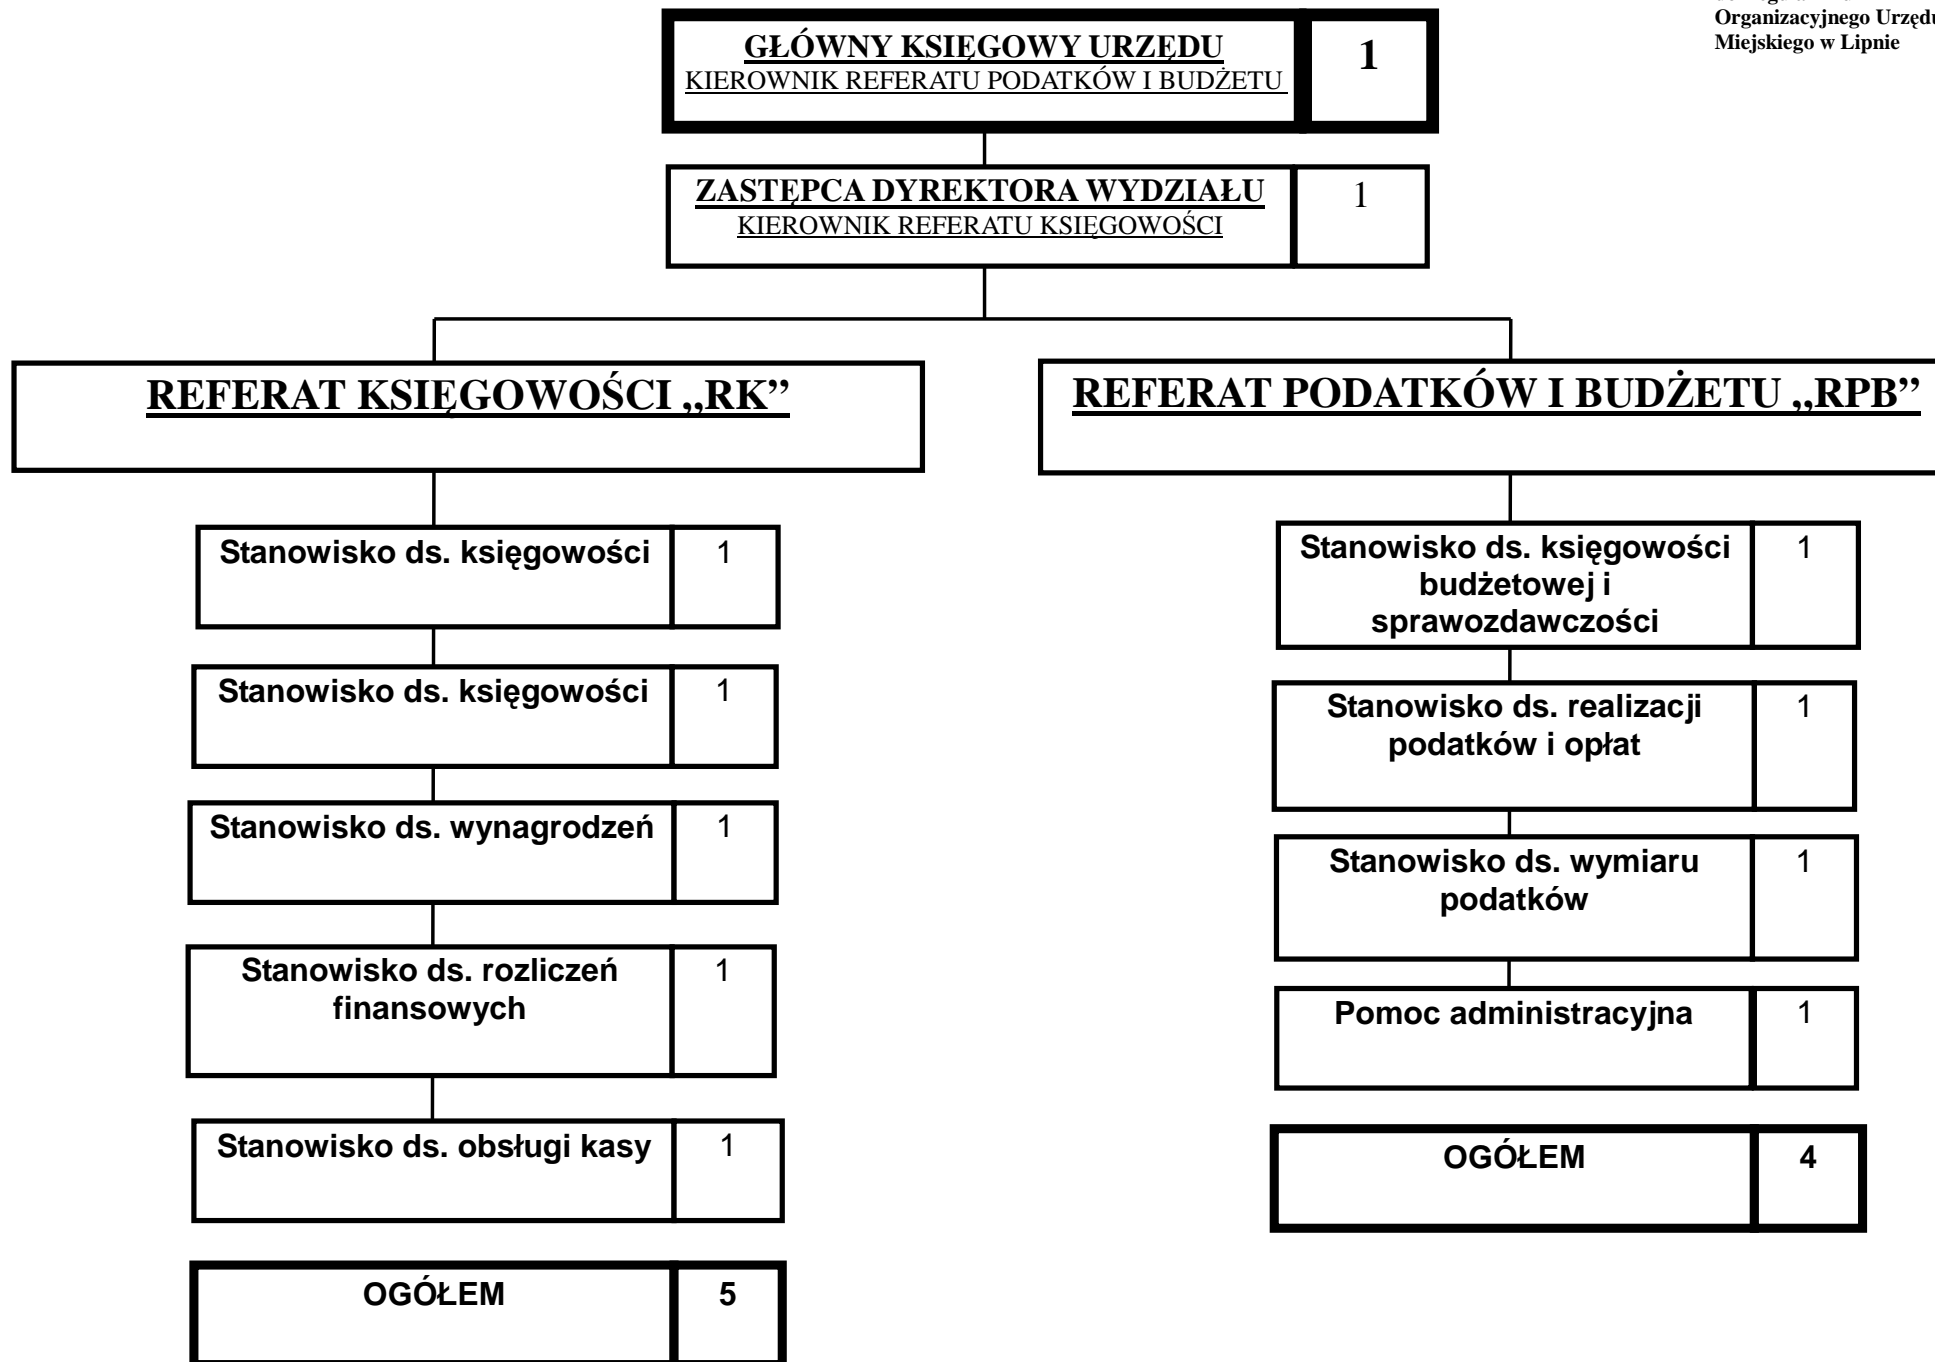 Organizacyjnego Urzędu
Miejskiego w Lipnie
GŁÓWNY KSIĘGOWY URZĘDU
KIEROWNIK REFERATU PODATKÓW I BUDŻETU
1
ZASTĘPCA DYREKTORA WYDZIAŁU
KIEROWNIK REFERATU KSIĘGOWOŚCI
1
REFERAT KSIĘGOWOŚCI „RK”
Stanowisko ds. księgowości
1
Stanowisko ds. księgowości
1
Stanowisko ds. wynagrodzeń
1
Stanowisko ds. rozliczeń
finansowych
1
Stanowisko ds. obsługi kasy
1
OGÓŁEM
5
REFERAT PODATKÓW I BUDŻETU „RPB”
Stanowisko ds. księgowości
budżetowej i
sprawozdawczości
1
Stanowisko ds. realizacji
podatków i opłat
1
Stanowisko ds. wymiaru
podatków
1
Pomoc administracyjna
1
OGÓŁEM
4